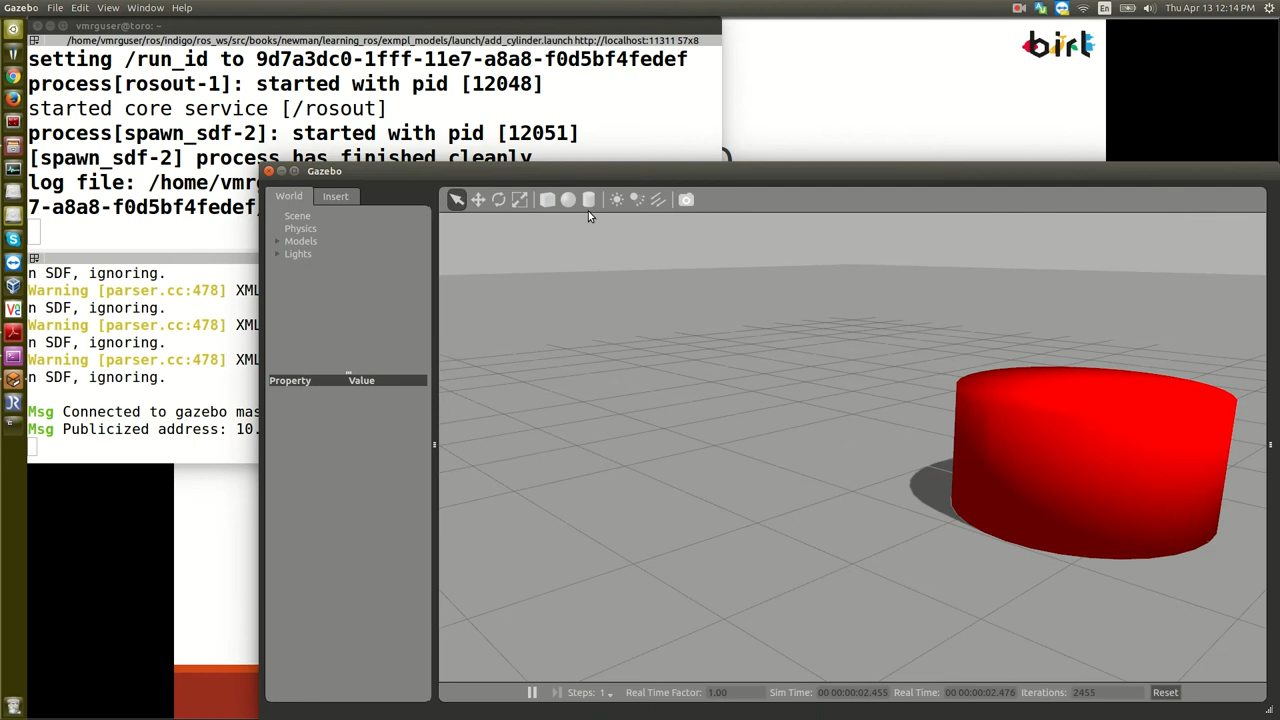 Gazebo File Edit View Window Help En Thu Apr 13 12:14 PM
vmrguser@toro: ~
/home/vmrguser/ros/indigo/ros_ws/src/books/newman/learning_ros/exmpl_models/launch/add_cylinder.launch http://localhost:11311 57x8
birt
setting /run_id to 9d7a3dc0-1fff-11e7-a8a8-f0d5bf4fedef
process[rosout-1]: started with pid [12048]
started core service [/rosout]
process[spawn_sdf-2]: started with pid [12051]
[spawn_sdf-2] process has finished cleanly
log file: /home/vmrg
7-a8a8-f0d5bf4fedef
Gazebo
World Insert
Scene
Physics
Models
Lights
Property Value
n SDF, ignoring.
Warning [parser.cc:478] XML
n SDF, ignoring.
Warning [parser.cc:478] XML
n SDF, ignoring.
Warning [parser.cc:478] XML
n SDF, ignoring.
Msg Connected to gazebo mas
Msg Publicized address: 10.
Steps: 1 Real Time Factor: 1.00 Sim Time: 00 00:00:02.455 Real Time: 00 00:00:02.476 Iterations: 2455 Reset